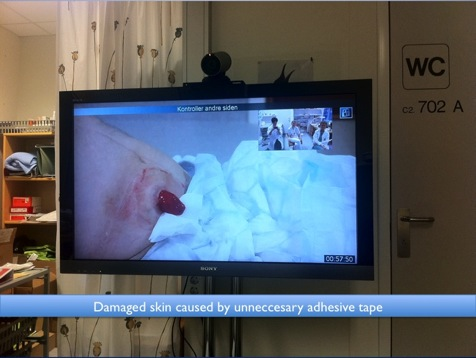 WC
C2. 702 A
Kontroller andre siden
00:57:50
SONY
Damaged skin caused by unneccesary adhesive tape